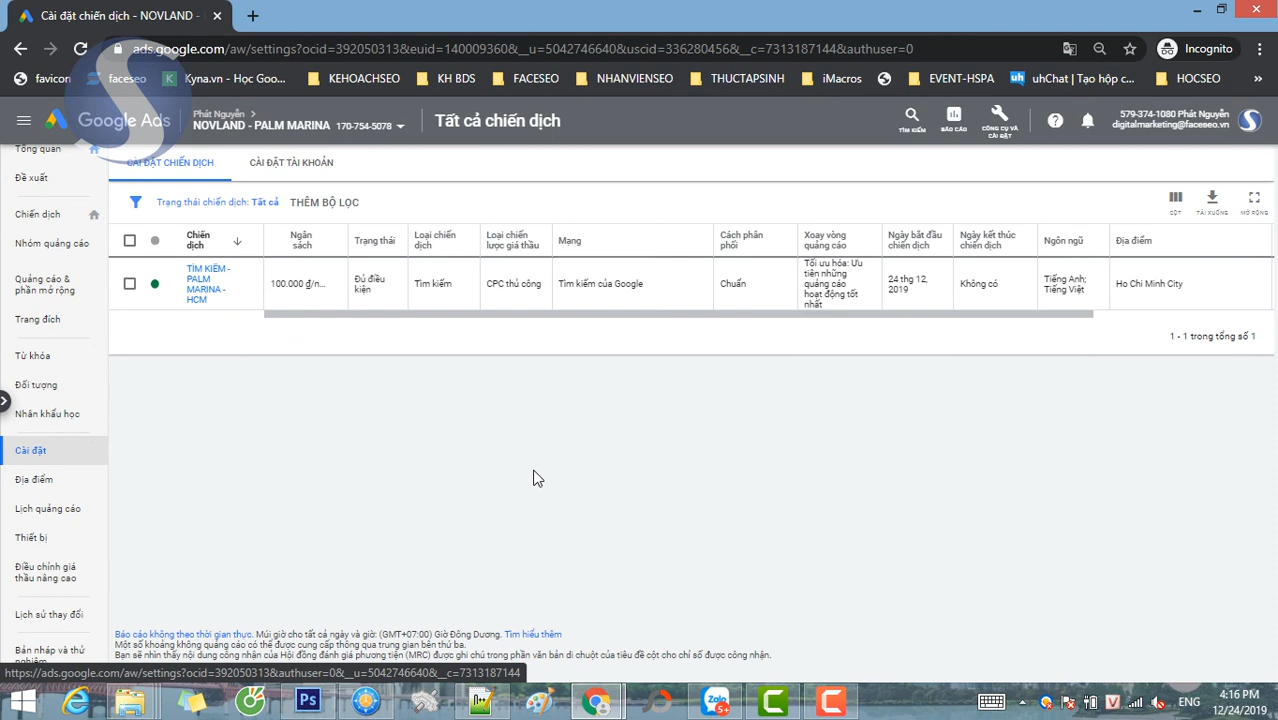 Cài đặt chiến dịch - NOVLAND -
ads.google.com/aw/settings?ocid=392050313&euid=140009360&__u=5042746640&uscid=336280456&__c=7313187144&authuser=0
Incognito
favicon
faceseo
Kyna.vn - Học Goo...
KEHOACHSEO
KH BDS
FACESEO
NHANVIENSEO
THUCTAPSINH
iMacros
EVENT-HSPA
uhChat | Tạo hộp c...
HOCSEO
»
Google Ads
Phát Nguyễn
NOVLAND - PALM MARINA 170-754-5078
Tất cả chiến dịch
TÌM KIẾM
BÁO CÁO
CÔNG CỤ VÀ
CÀI ĐẶT
579-374-1080 Phát Nguyễn
digitalmarketing@faceseo.vn
Tổng quan
Đề xuất
Chiến dịch
Nhóm quảng cáo
Quảng cáo &
phần mở rộng
Trang đích
Từ khóa
Đối tượng
Nhân khẩu học
Cài đặt
Địa điểm
Lịch quảng cáo
Thiết bị
Điều chỉnh giá
thầu nâng cao
Lịch sử thay đổi
Bản nháp và thử
nghiệm
CÀI ĐẶT CHIẾN DỊCH
CÀI ĐẶT TÀI KHOẢN
Trạng thái chiến dịch: Tất cả THÊM BỘ LỌC
CỘT
TẢI XUỐNG
MỞ RỘNG
Chiến
dịch
Ngân
sách
Trạng thái
Loại chiến
dịch
Loại chiến
lược giá thầu
Mạng
Cách phân
phối
Xoay vòng
quảng cáo
Ngày bắt đầu
chiến dịch
Ngày kết thúc
chiến dịch
Ngôn ngữ
Địa điểm
TÌM KIẾM -
PALM
MARINA -
HCM
100.000 ₫/n...
Đủ điều
kiện
Tìm kiếm
CPC thủ công
Tìm kiếm của Google
Chuẩn
Tối ưu hóa: Ưu
tiên những
quảng cáo
hoạt động tốt
nhất
24 thg 12,
2019
Không có
Tiếng Anh;
Tiếng Việt
Ho Chi Minh City
1 - 1 trong tổng số 1
Báo cáo không theo thời gian thực. Múi giờ cho tất cả ngày và giờ: (GMT+07:00) Giờ Đông Dương. Tìm hiểu thêm
Một số khoảng không quảng cáo có thể được cung cấp thông qua trung gian bên thứ ba.
Bạn sẽ nhìn thấy nội dung công nhận của Hội đồng đánh giá phương tiện (MRC) được ghi chú trong phần văn bản di chuột của tiêu đề cột cho chỉ số được công nhận.
https://ads.google.com/aw/settings?ocid=392050313&authuser=0&__u=5042746640&__c=7313187144
ENG
4:16 PM
12/24/2019